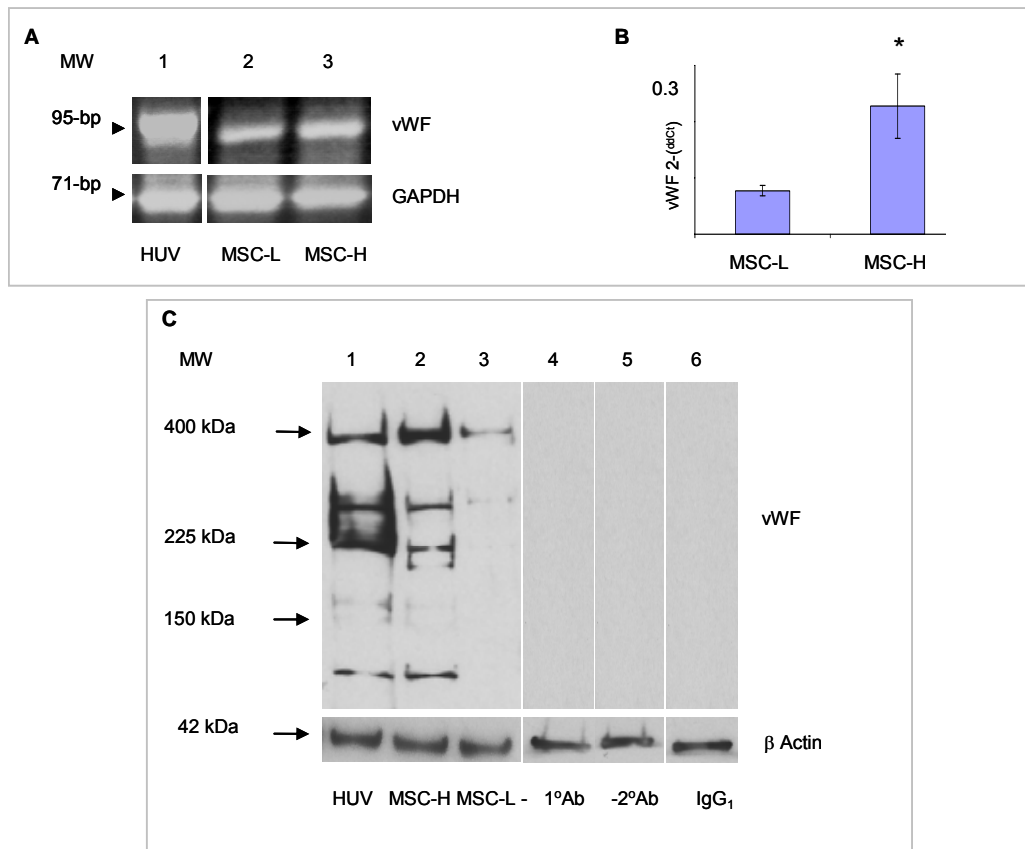 A
MW 1 2 3
95-bp vWF
71-bp GAPDH
HUV MSC-L MSC-H
B
*
0.3
vWF 2-(ddCt)
MSC-L MSC-H
C
MW 1 2 3 4 5 6
400 kDa
225 kDa
vWF
150 kDa
42 kDa
β Actin
HUV MSC-H MSC-L - 1ºAb -2ºAb IgG1